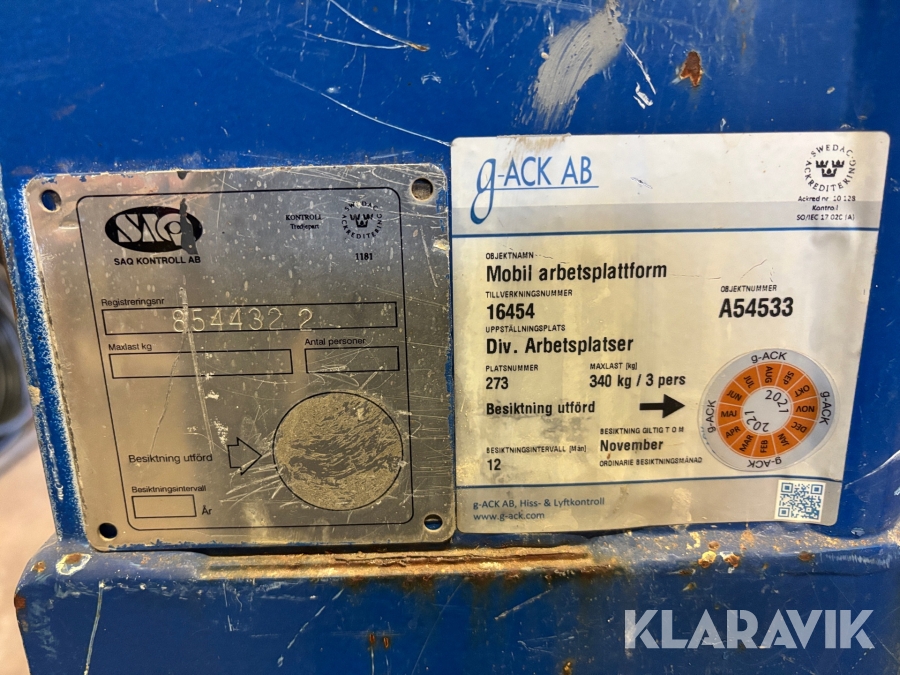 SAQ
SAQ KONTROLL AB
KONTROLL
Tredjepart
SWEDAC
ACKREDITERING
1181
Registreringsnr
854432 2
Maxlast kg
Antal personer
Besiktning utförd
Besiktningsintervall
År
g-ACK AB
SWEDAC
ACKREDITERING
Ackred nr. 10 128
Kontroll
SO/IEC 17 020 (A)
OBJEKTNAMN
Mobil arbetsplattform
TILLVERKNINGSNUMMER
16454
OBJEKTNUMMER
A54533
UPPSTÄLLNINGSPLATS
Div. Arbetsplatser
PLATSNUMMER
273
MAXLAST [kg]
340 kg / 3 pers
Besiktning utförd
BESIKTNING GILTIG T O M
November
ORDINARIE BESIKTNINGSMÅNAD
BESIKTNINGSINTERVALL [Mån]
12
g-ACK
g-ACK
g-ACK
g-ACK
JAN
FEB
MAR
APR
MAJ
JUN
JUL
AUG
SEP
OKT
NOV
DEC
2021
2021
g-ACK AB, Hiss- & Lyftkontroll
www.g-ack.com
KLARAVIK